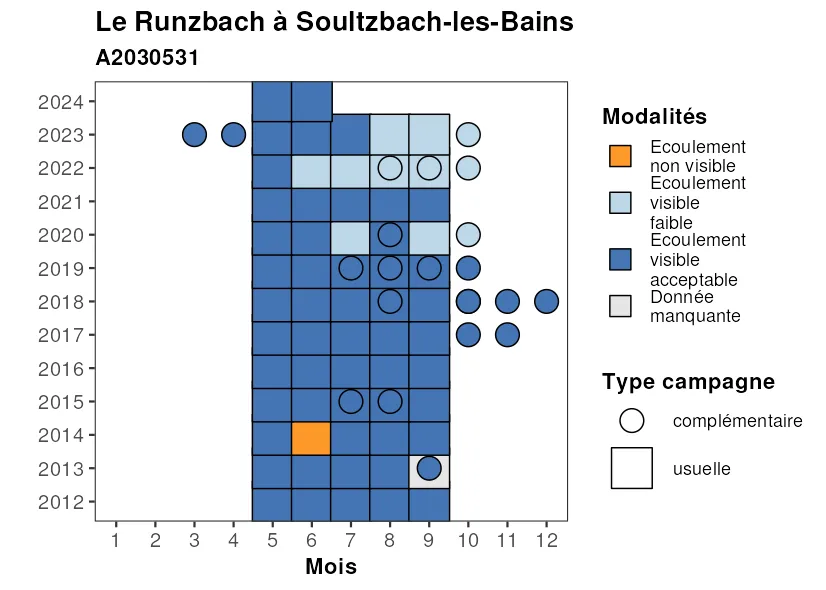 Le Runzbach à Soultzbach-les-Bains
A2030531
2024
2023
2022
2021
2020
2019
2018
2017
2016
2015
2014
2013
2012
1 2 3 4 5 6 7 8 9 10 11 12
Mois
Modalités
Ecoulement
non visible
Ecoulement
visible
faible
Ecoulement
visible
acceptable
Donnée
manquante
Type campagne
complémentaire
usuelle